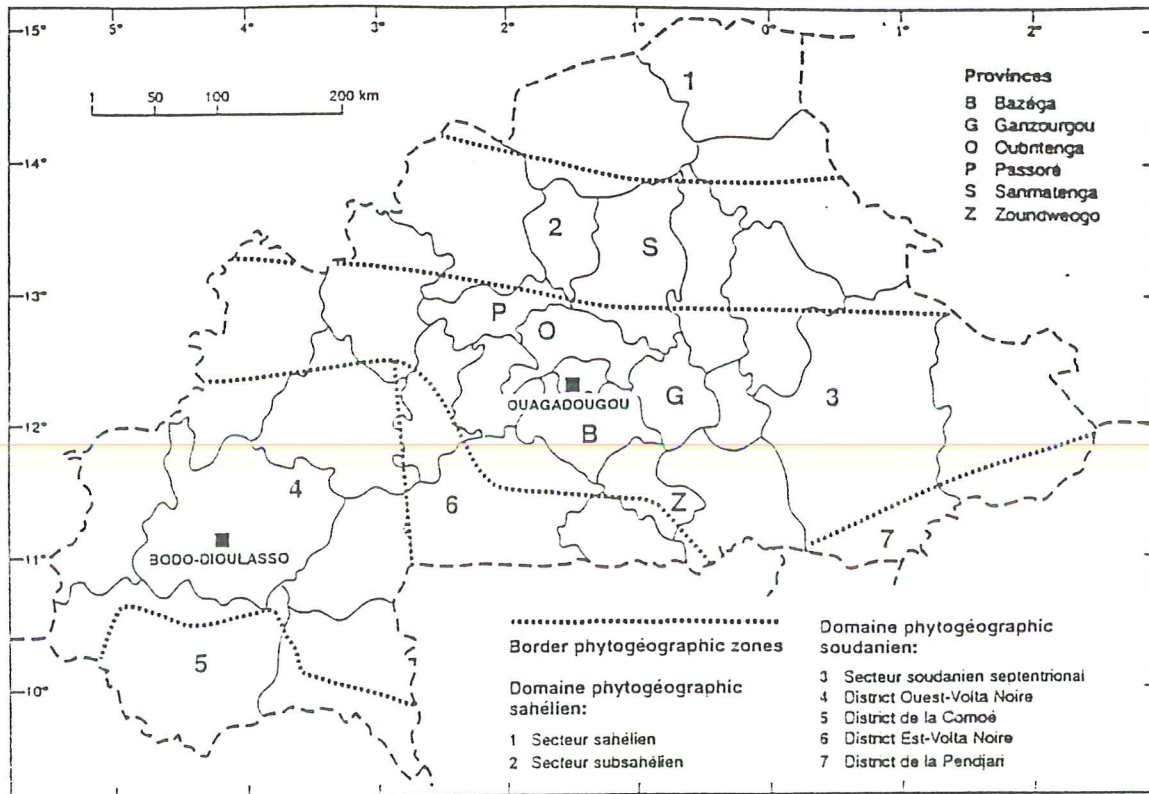 5° 4° 3° 2° 1° 0° 1° 2°
15°
14°
13°
12°
11°
10°
1 50 100 200 km
Provinces
B Bazéga
G Ganzourgou
O Oubritenga
P Passoré
S Sanmatenga
Z Zoundweogo
1
2
S
P
O
OUAGADOUGOU
G
3
B
4
6
Z
BODO-DIOULASSO
7
5
Border phytogéographic zones
Domaine phytogéographic
sahélien:
1 Secteur sahélien
2 Secteur subsahélien
Domaine phytogéographic
soudanien:
3 Secteur soudanien septentrional
4 District Ouest-Volta Noire
5 District de la Comoé
6 District Est-Volta Noire
7 District de la Pendjari